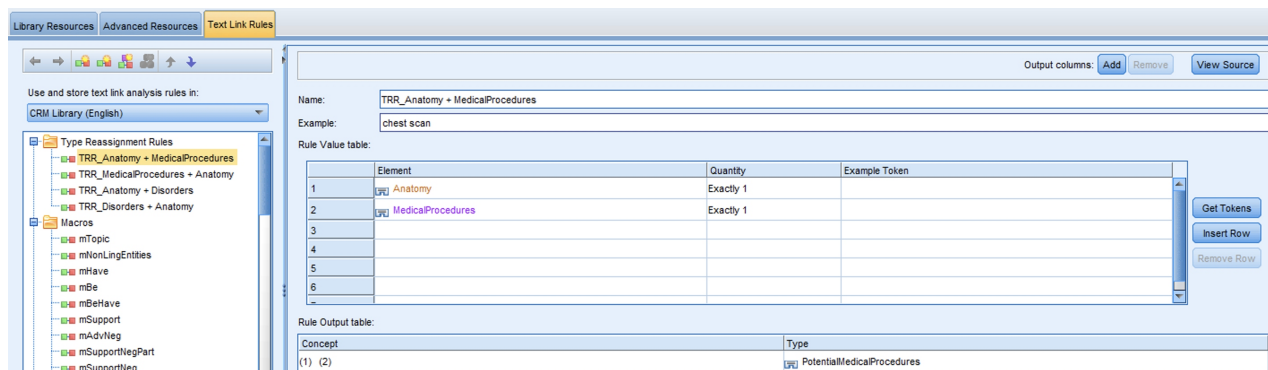 Library Resources Advanced Resources Text Link Rules
Output columns: Add Remove View Source
Use and store text link analysis rules in:
CRM Library (English)
Name: TRR_Anatomy + MedicalProcedures
Example: chest scan
Rule Value table:
Type Reassignment Rules
TRR_Anatomy + MedicalProcedures
TRR_MedicalProcedures + Anatomy
TRR_Anatomy + Disorders
TRR_Disorders + Anatomy
Macros
mTopic
mNonLingEntities
mHave
mBe
mBeHave
mSupport
mAdvNeg
mSupportNegPart
mSupportNeg
Element Quantity Example Token
1 Anatomy Exactly 1
2 MedicalProcedures Exactly 1
3
4
5
6
Get Tokens
Insert Row
Remove Row
Rule Output table:
Concept Type
(1) (2) PotentialMedicalProcedures